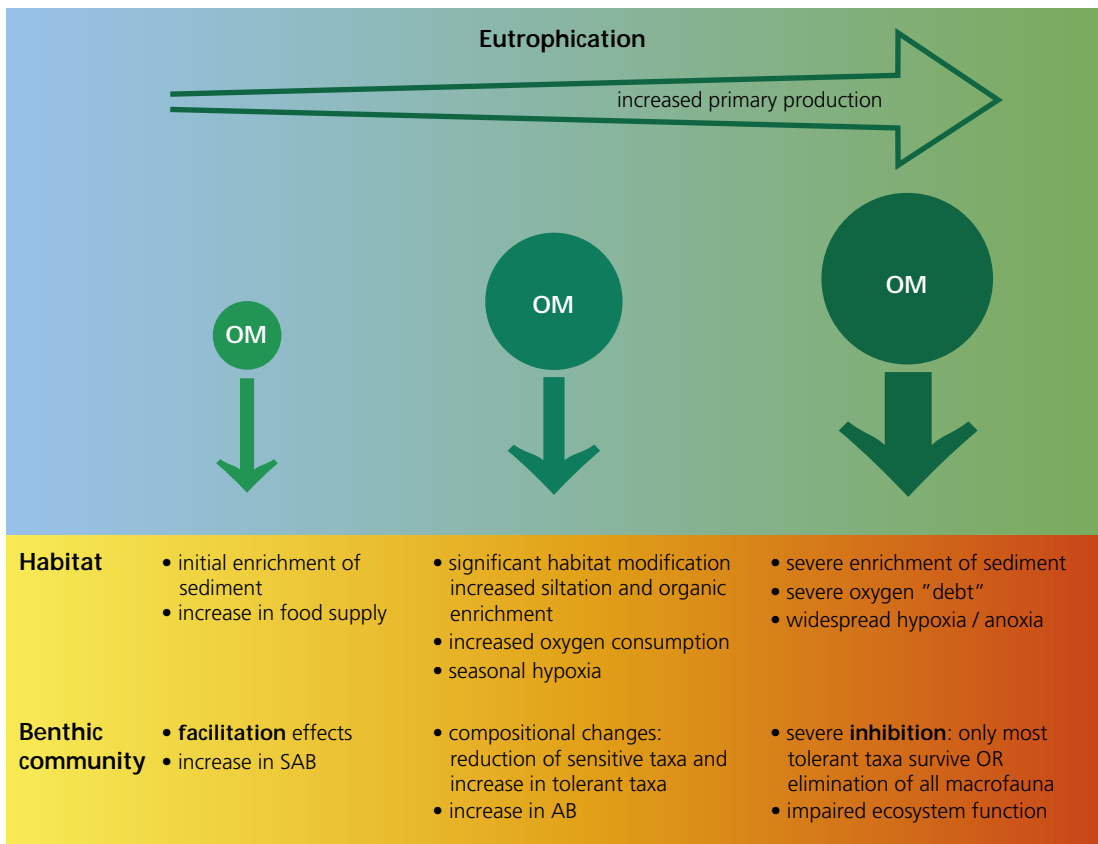 Eutrophication
increased primary production
OM
OM
OM
Habitat
• initial enrichment of
sediment
• increase in food supply
• significant habitat modification
increased siltation and organic
enrichment
• increased oxygen consumption
• seasonal hypoxia
• severe enrichment of sediment
• severe oxygen “debt”
• widespread hypoxia / anoxia
Benthic
community
• facilitation effects
• increase in SAB
• compositional changes:
reduction of sensitive taxa and
increase in tolerant taxa
• increase in AB
• severe inhibition: only most
tolerant taxa survive OR
elimination of all macrofauna
• impaired ecosystem function